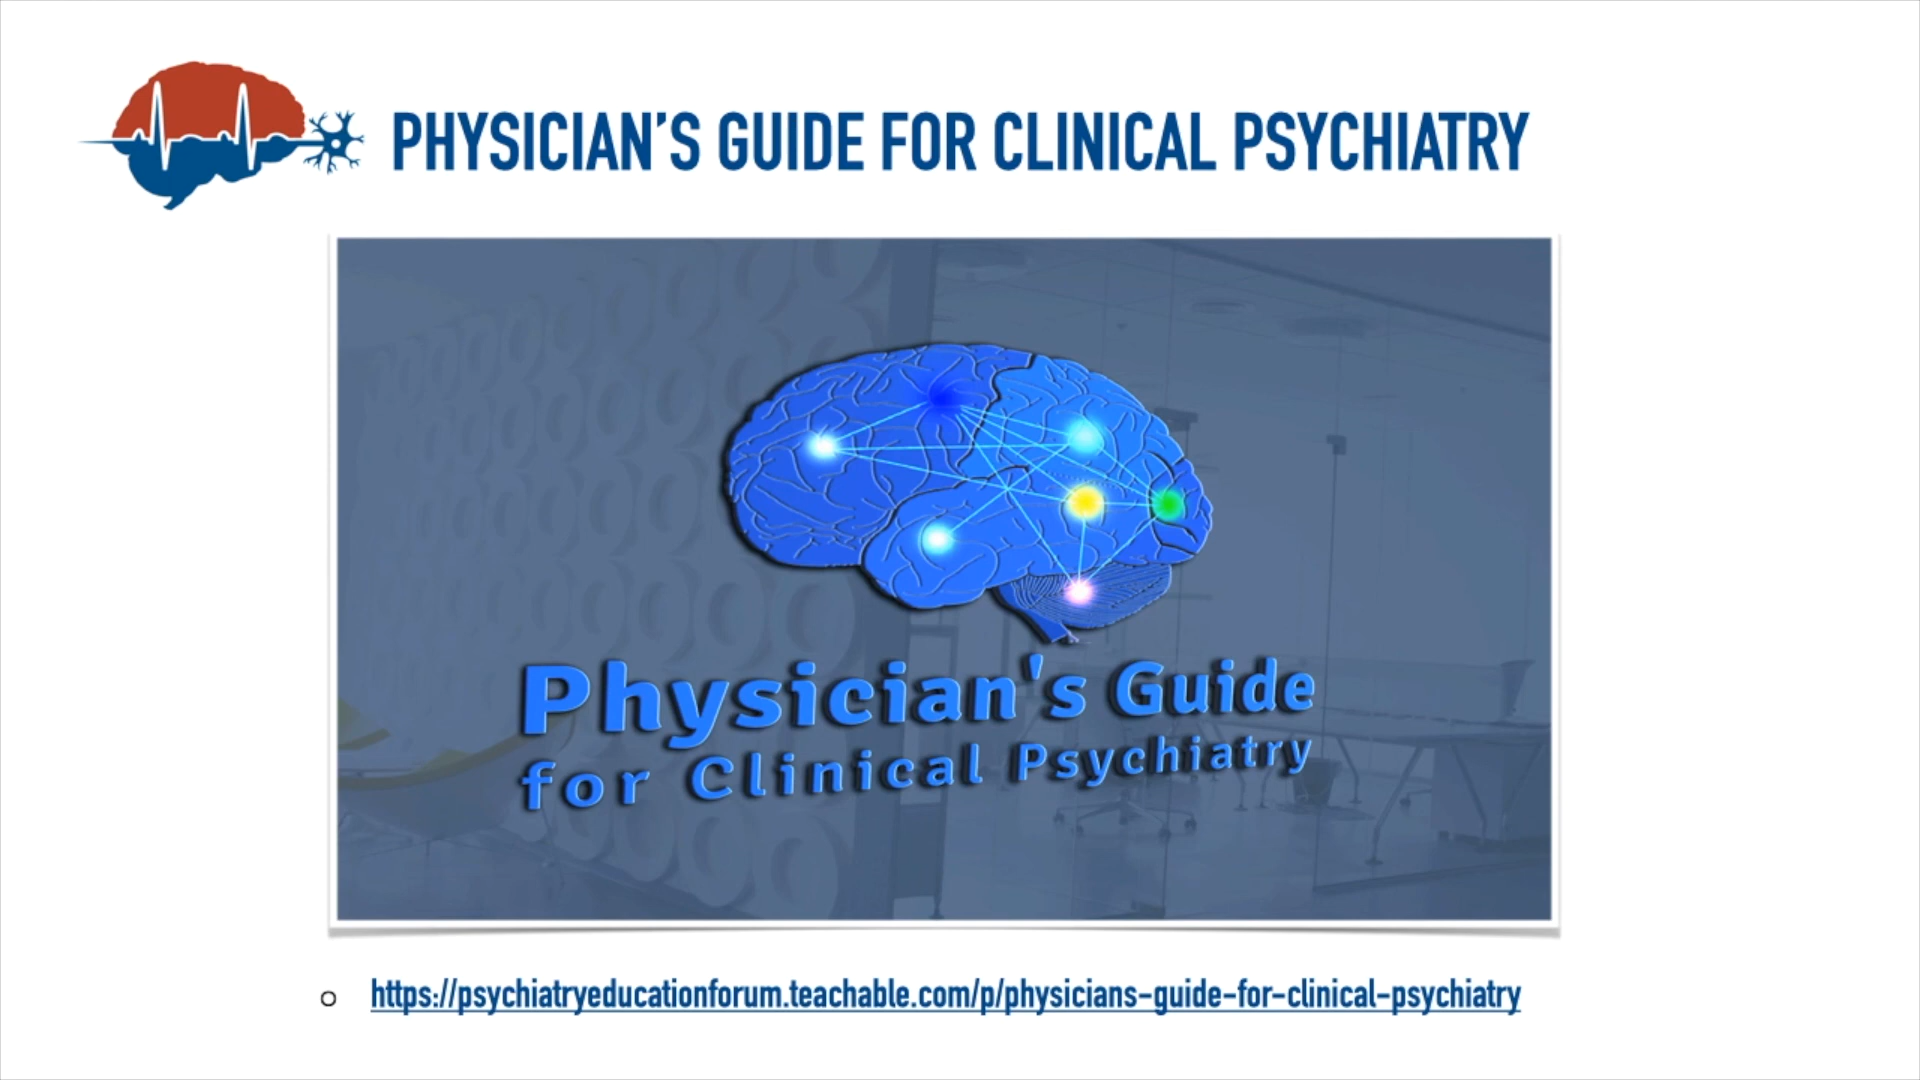 PHYSICIAN'S GUIDE FOR CLINICAL PSYCHIATRY
Physician's Guide
for Clinical Psychiatry
https://psychiatryeducationforum.teachable.com/p/physicians-guide-for-clinical-psychiatry